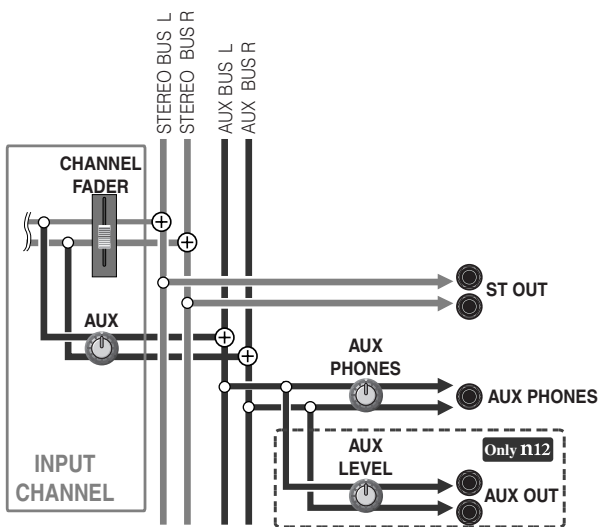 STEREO BUS L
STEREO BUS R
AUX BUS L
AUX BUS R
CHANNEL
FADER
ST OUT
AUX
AUX
PHONES
AUX PHONES
INPUT
CHANNEL
AUX
LEVEL
Only n12
AUX OUT